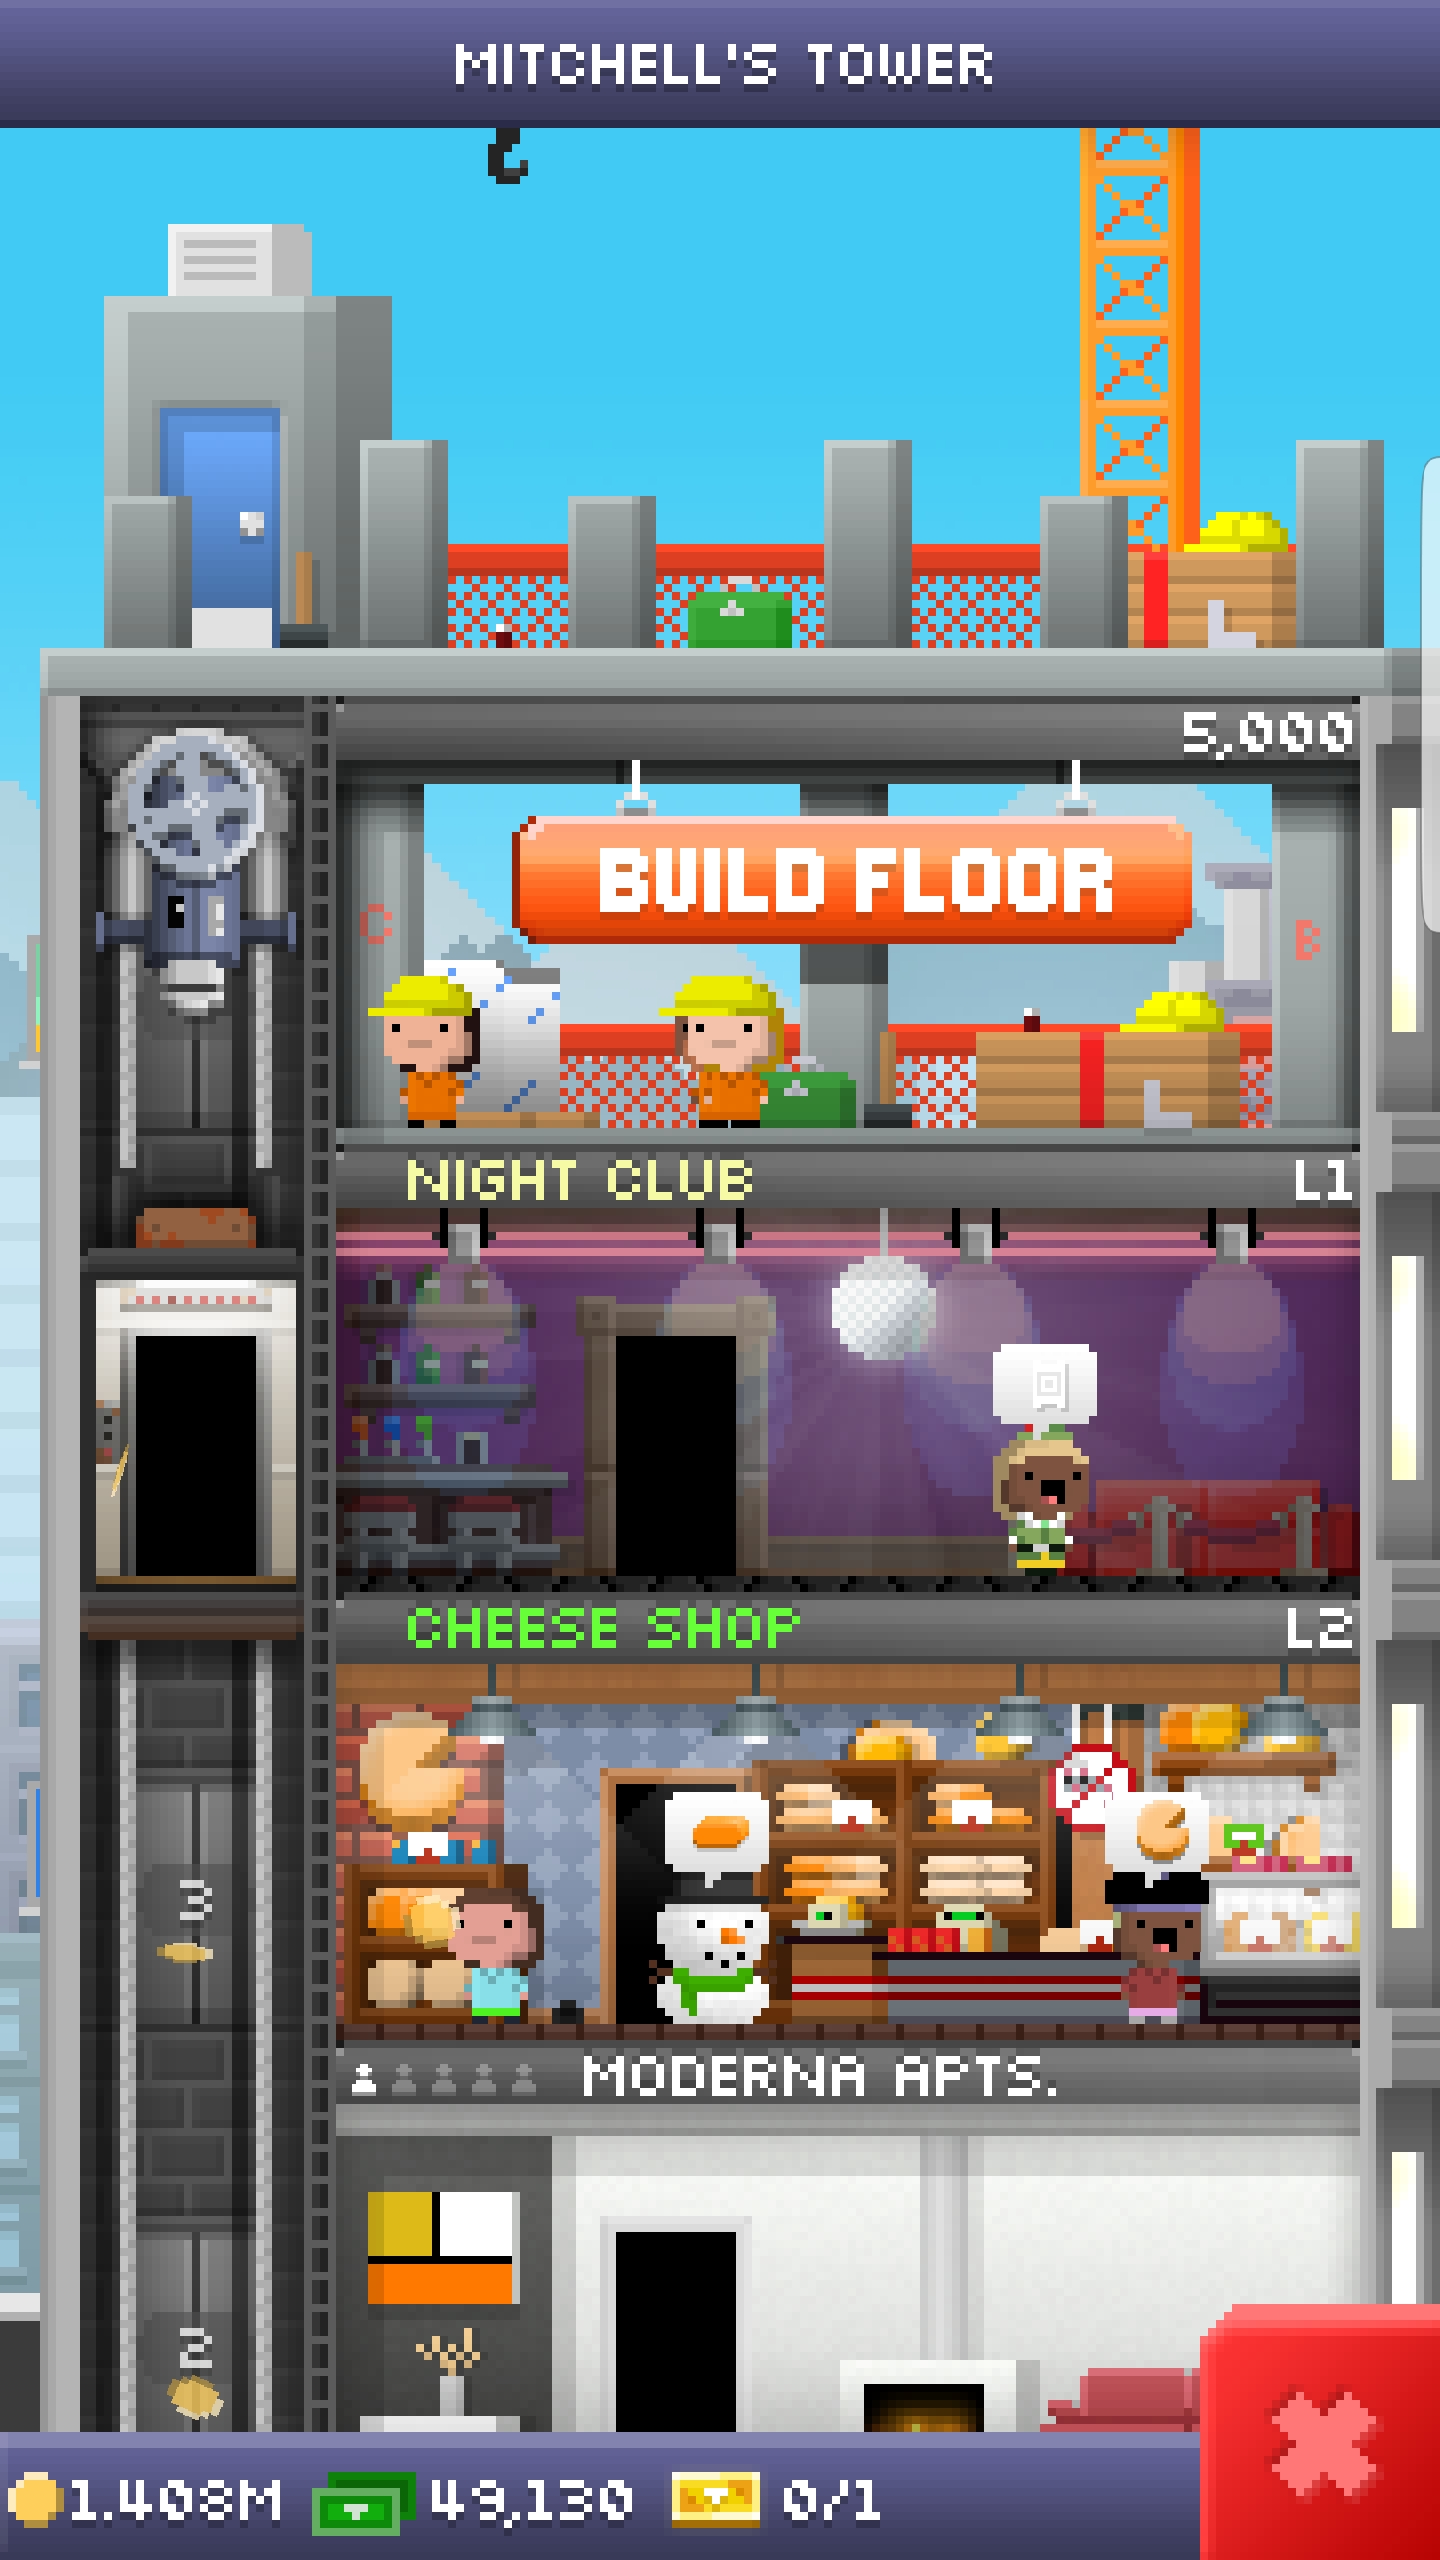 MITCHELL'S TOWER
5,000
BUILD FLOOR
C
B
NIGHT CLUB L1
CHEESE SHOP L2
3
MODERNA APTS.
2
1.408M 49,130 0/1